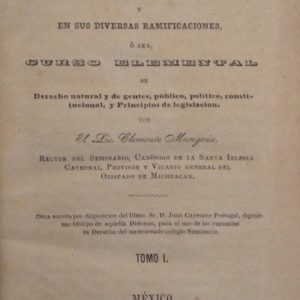 Y
EN SUS DIVERSAS RAMIFICACIONES,
Ó SEA,
CURSO ELEMENTAL
DE
Derecho natural y de gentes, público, político, consti-
tucional, y Principios de legislacion.
POR
El Lic. Clemente Munguia,
RECTOR DEL SEMINARIO, CANÓNIGO DE LA SANTA IGLESIA
CATEDRAL, PROVISOR Y VICARIO GENERAL DEL
OBISPADO DE MICHOACAN.
Obra escrita por disposicion del Illmo. Sr. D. Juan Cayetano Portugal, dignísi-
mo Obispo de aquella Diócesis, para el uso de los cursantes
de Derecho del mencionado colegio Seminario.
TOMO I.
MÉXICO